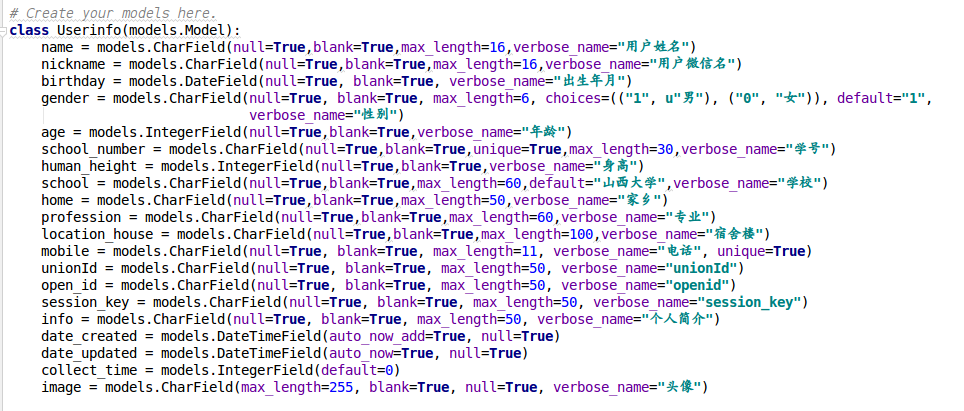 # Create your models here.
class Userinfo(models.Model):
    name = models.CharField(null=True,blank=True,max_length=16,verbose_name="用户姓名")
    nickname = models.CharField(null=True,blank=True,max_length=16,verbose_name="用户微信名")
    birthday = models.DateField(null=True, blank=True, verbose_name="出生年月")
    gender = models.CharField(null=True, blank=True, max_length=6, choices=(("1", u"男"), ("0", "女")), default="1",
                              verbose_name="性别")
    age = models.IntegerField(null=True,blank=True,verbose_name="年龄")
    school_number = models.CharField(null=True,blank=True,unique=True,max_length=30,verbose_name="学号")
    human_height = models.IntegerField(null=True,blank=True,verbose_name="身高")
    school = models.CharField(null=True,blank=True,max_length=60,default="山西大学",verbose_name="学校")
    home = models.CharField(null=True,blank=True,max_length=50,verbose_name="家乡")
    profession = models.CharField(null=True,blank=True,max_length=60,verbose_name="专业")
    location_house = models.CharField(null=True,blank=True,max_length=100,verbose_name="宿舍楼")
    mobile = models.CharField(null=True, blank=True, max_length=11, verbose_name="电话", unique=True)
    unionId = models.CharField(null=True, blank=True, max_length=50, verbose_name="unionId")
    open_id = models.CharField(null=True, blank=True, max_length=50, verbose_name="openid")
    session_key = models.CharField(null=True, blank=True, max_length=50, verbose_name="session_key")
    info = models.CharField(null=True, blank=True, max_length=50, verbose_name="个人简介")
    date_created = models.DateTimeField(auto_now_add=True, null=True)
    date_updated = models.DateTimeField(auto_now=True, null=True)
    collect_time = models.IntegerField(default=0)
    image = models.CharField(max_length=255, blank=True, null=True, verbose_name="头像")